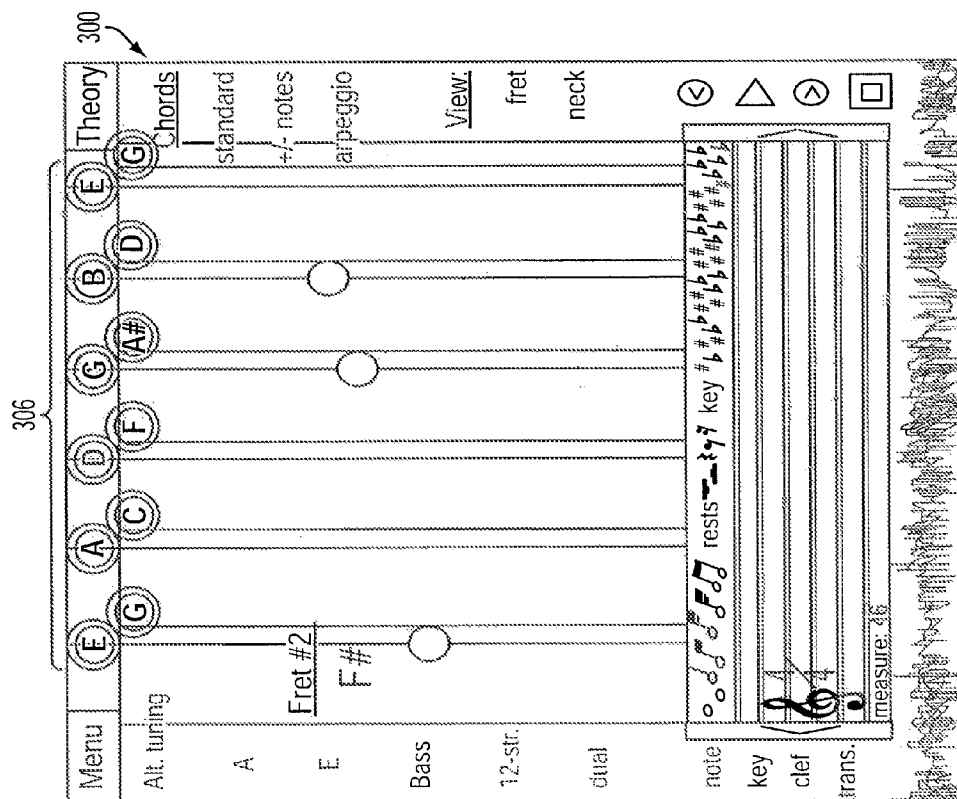 306
300
Menu E A D G B E Theory
Alt. tuning G C F A# D G Chords
A standard
+/- notes
E Fret #2 arpeggio
F#
Bass View:
12-str. fret
dual neck
note rests key
key
clef
trans. measure: 46